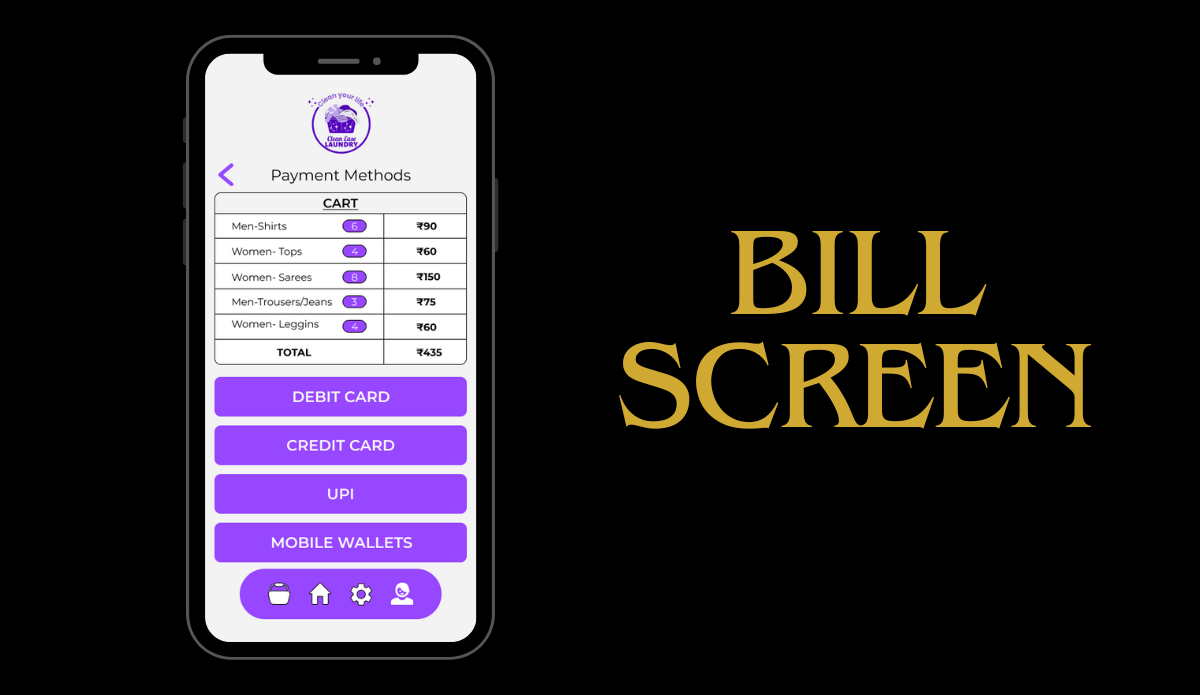 Clean your life
Clean Ease
LAUNDRY
Payment Methods
CART
Men-Shirts 6 ₹90
Women- Tops 4 ₹60
Women- Sarees 8 ₹150
Men-Trousers/Jeans 3 ₹75
Women- Leggins 4 ₹60
TOTAL ₹435
DEBIT CARD
CREDIT CARD
UPI
MOBILE WALLETS
BILL
SCREEN